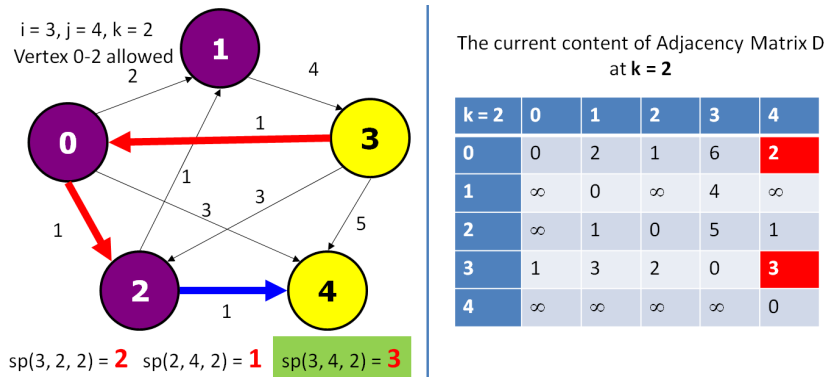 i = 3, j = 4, k = 2
Vertex 0-2 allowed
1
2
4
0
1
3
1
3
3
5
1
2
4
1
sp(3, 2, 2) = 2 sp(2, 4, 2) = 1 sp(3, 4, 2) = 3
The current content of Adjacency Matrix D
at k = 2
k = 2 0 1 2 3 4
0 0 2 1 6 2
1 ∞ 0 ∞ 4 ∞
2 ∞ 1 0 5 1
3 1 3 2 0 3
4 ∞ ∞ ∞ ∞ 0